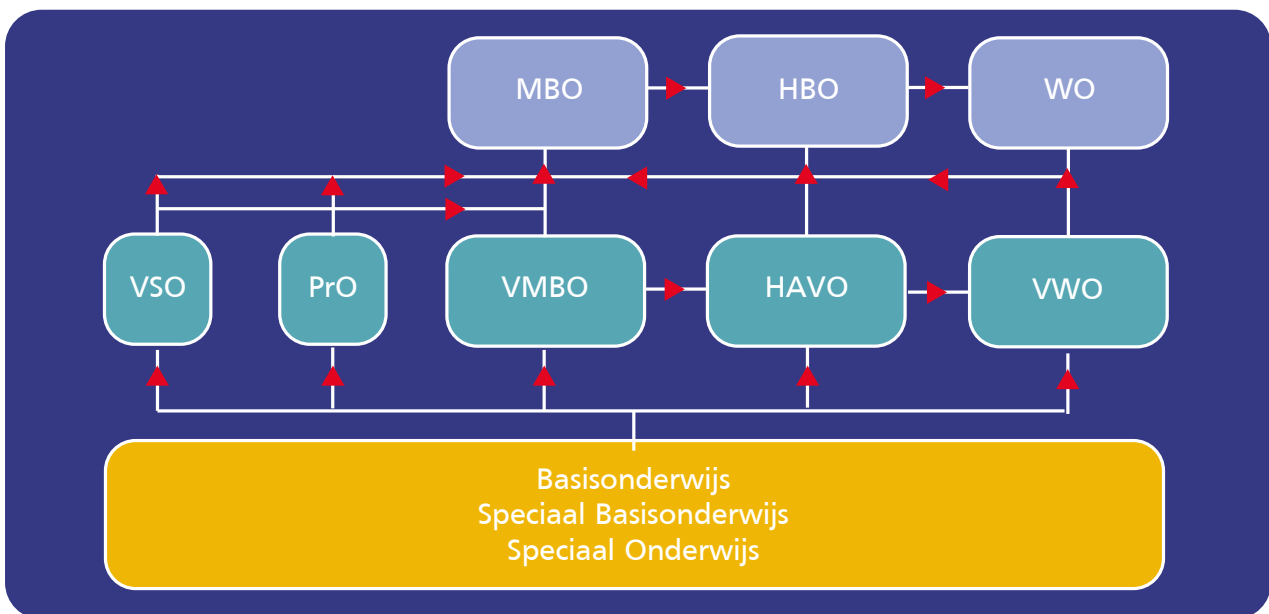 MBO
HBO
WO
VSO
PrO
VMBO
HAVO
VWO
Basisonderwijs
Speciaal Basisonderwijs
Speciaal Onderwijs